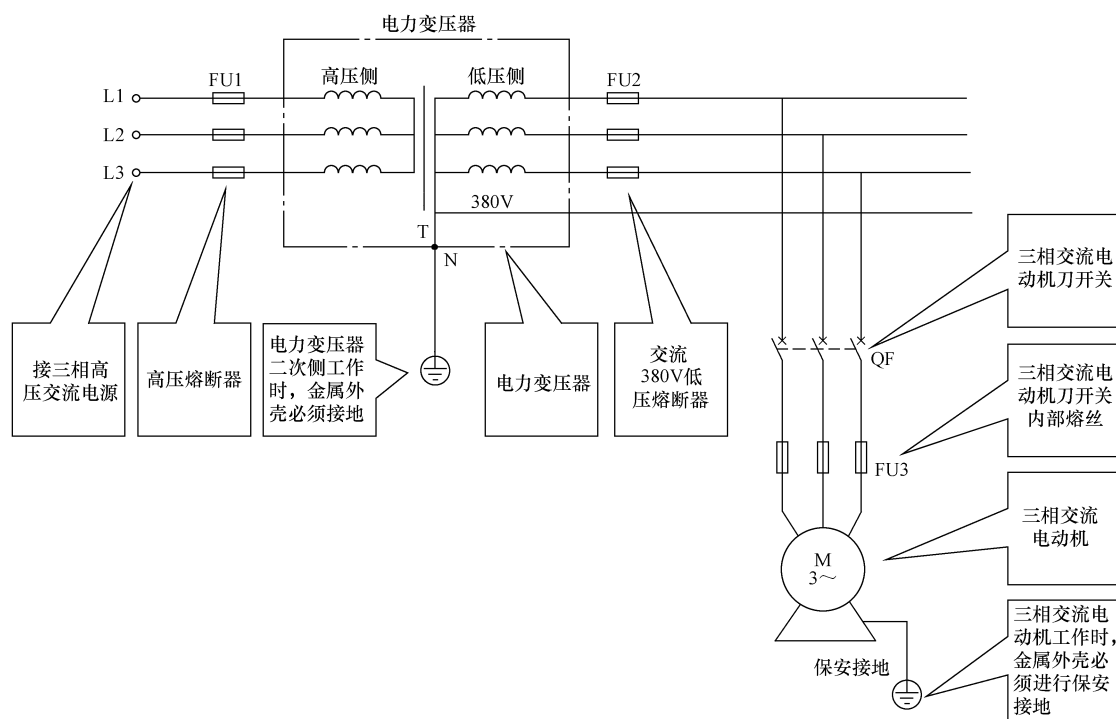 电力变压器
FU1
高压侧
低压侧
FU2
L1
L2
L3
380V
T
N
接三相高
压交流电源
高压熔断器
电力变压器
二次侧工作
时，金属外
壳必须接地
电力变压器
交流
380V低
压熔断器
三相交流电
动机刀开关
QF
三相交流电
动机刀开关
内部熔丝
FU3
三相交流
电动机
M
3～
保安接地
三相交流电
动机工作时，
金属外壳必
须进行保安
接地